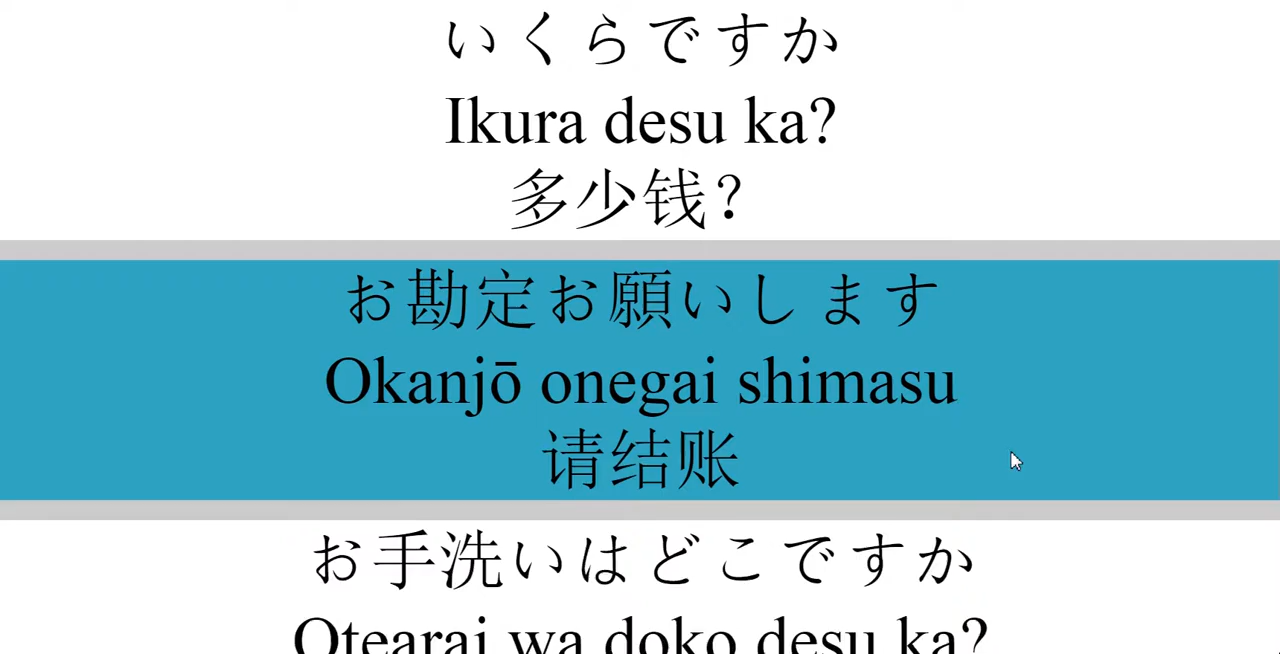 いくらですか
Ikura desu ka?
多少钱？
お勘定お願いします
Okanjō onegai shimasu
请结账
お手洗いはどこですか
Otearai wa doko desu ka?